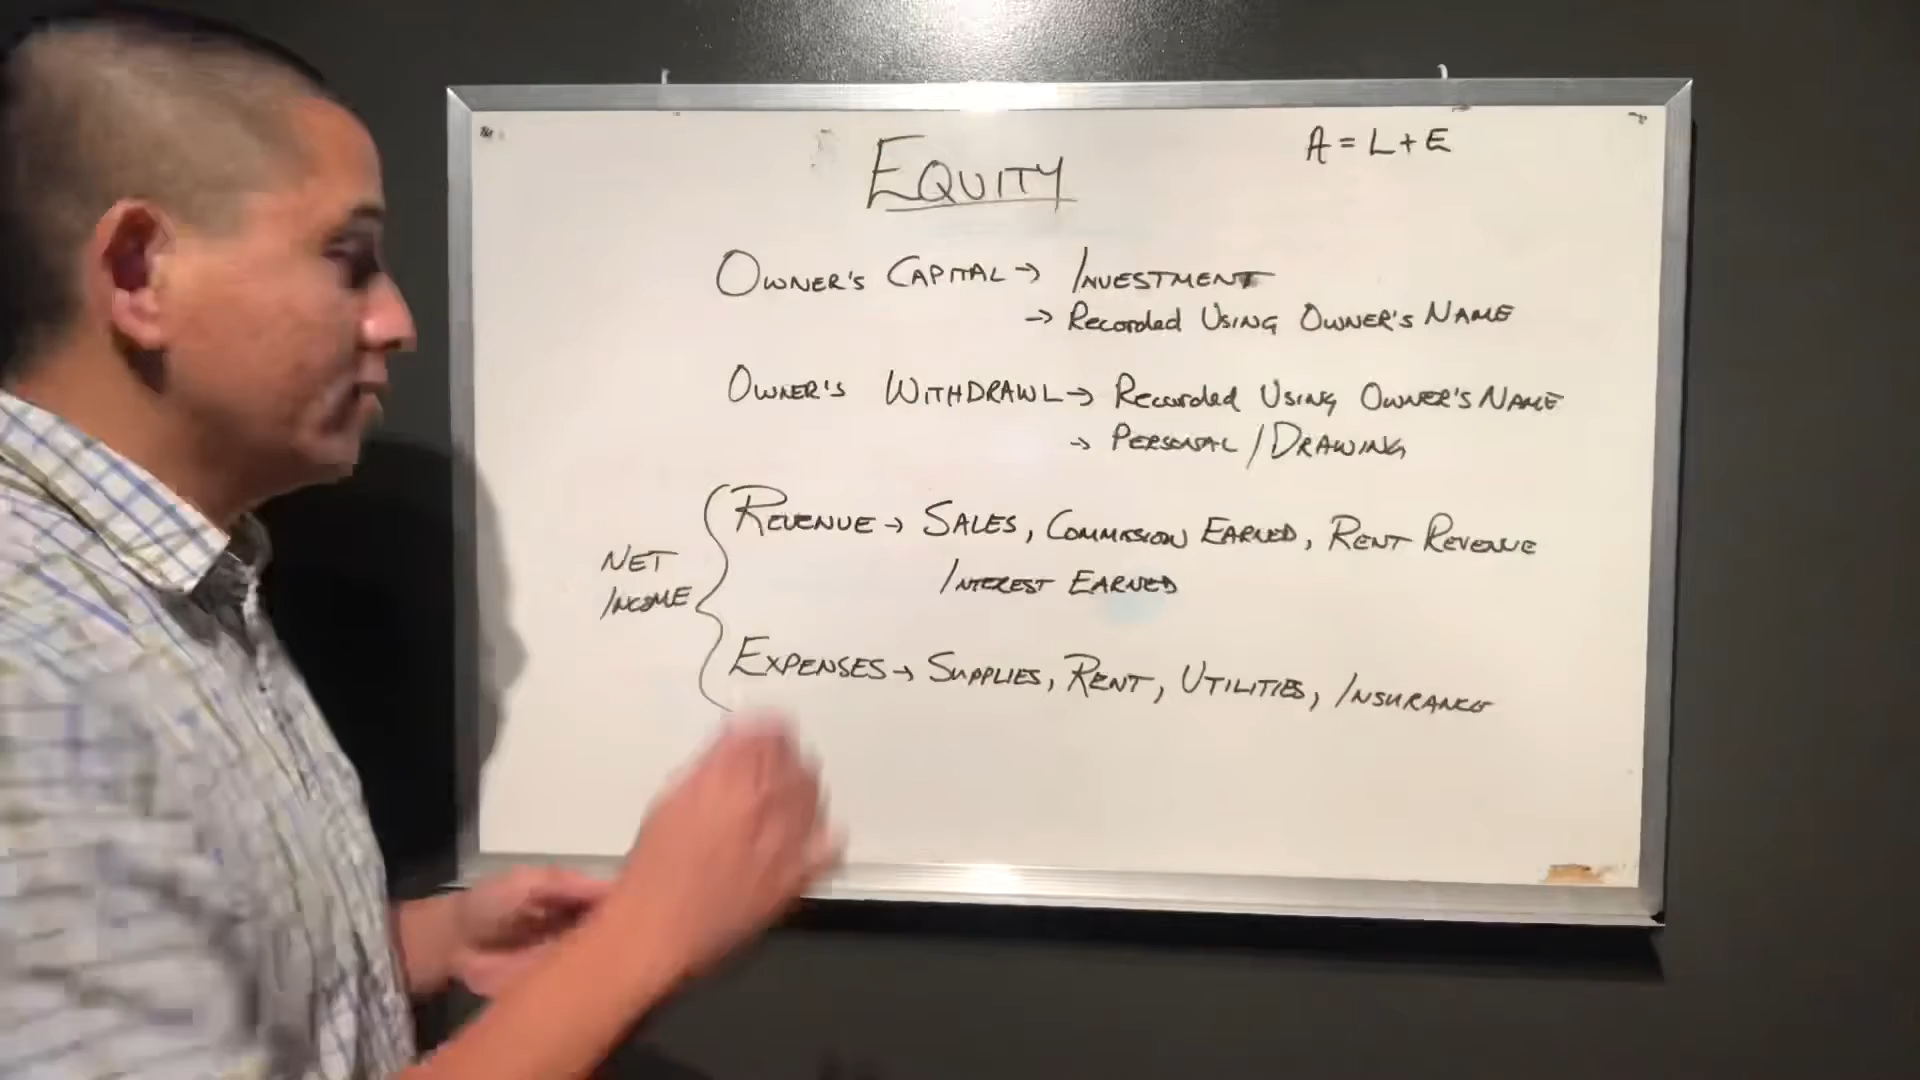 EQUITY
A = L + E
OWNER'S CAPITAL → INVESTMENT
→ Recorded USING OWNER'S NAME
OWNER'S WITHDRAWL → Recorded USING OWNER'S NAME
→ PERSONAL / DRAWING
NET INCOME
REVENUE → SALES, COMMISSION EARNED, RENT REVENUE
INTEREST EARNED
EXPENSES → SUPPLIES, RENT, UTILITIES, INSURANCE